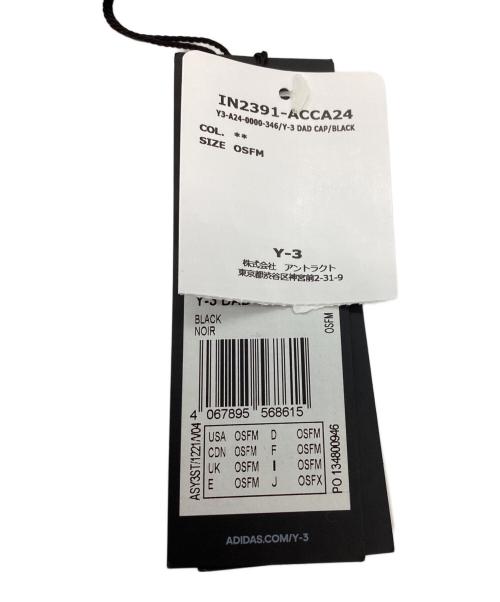 IN2391-ACCA24
Y3-A24-0000-346/Y-3 DAD CAP/BLACK
COL. **
SIZE OSFM
Y-3
株式会社 アントラクト
東京都渋谷区神宮前2-31-9
Y-3 DAD
BLACK
NOIR
OSFM
4 067895 568615
USA OSFM D OSFM
CDN OSFM F OSFM
UK OSFM I OSFM
E OSFM J OSFX
ASY3ST/1221/V04
PO 134800946
ADIDAS.COM/Y-3